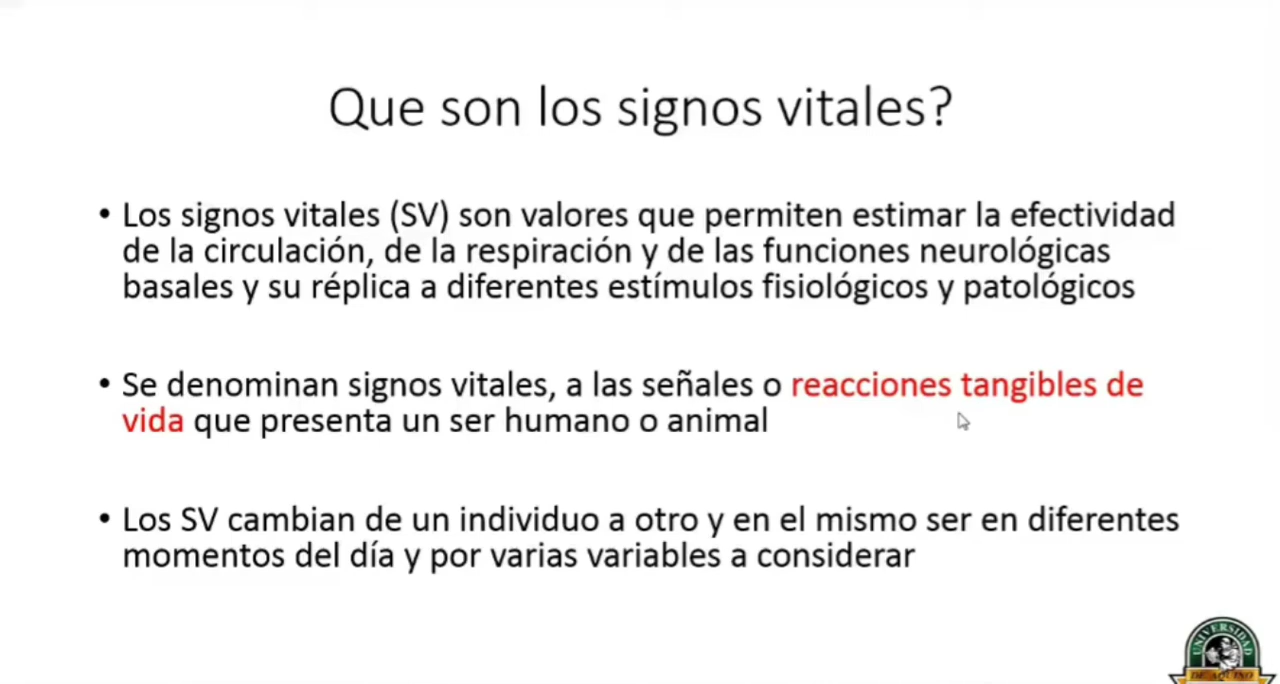 Que son los signos vitales?
• Los signos vitales (SV) son valores que permiten estimar la efectividad
de la circulación, de la respiración y de las funciones neurológicas
basales y su réplica a diferentes estímulos fisiológicos y patológicos
• Se denominan signos vitales, a las señales o reacciones tangibles de
vida que presenta un ser humano o animal
• Los SV cambian de un individuo a otro y en el mismo ser en diferentes
momentos del día y por varias variables a considerar
UNIVERSIDAD
DE AQUINO